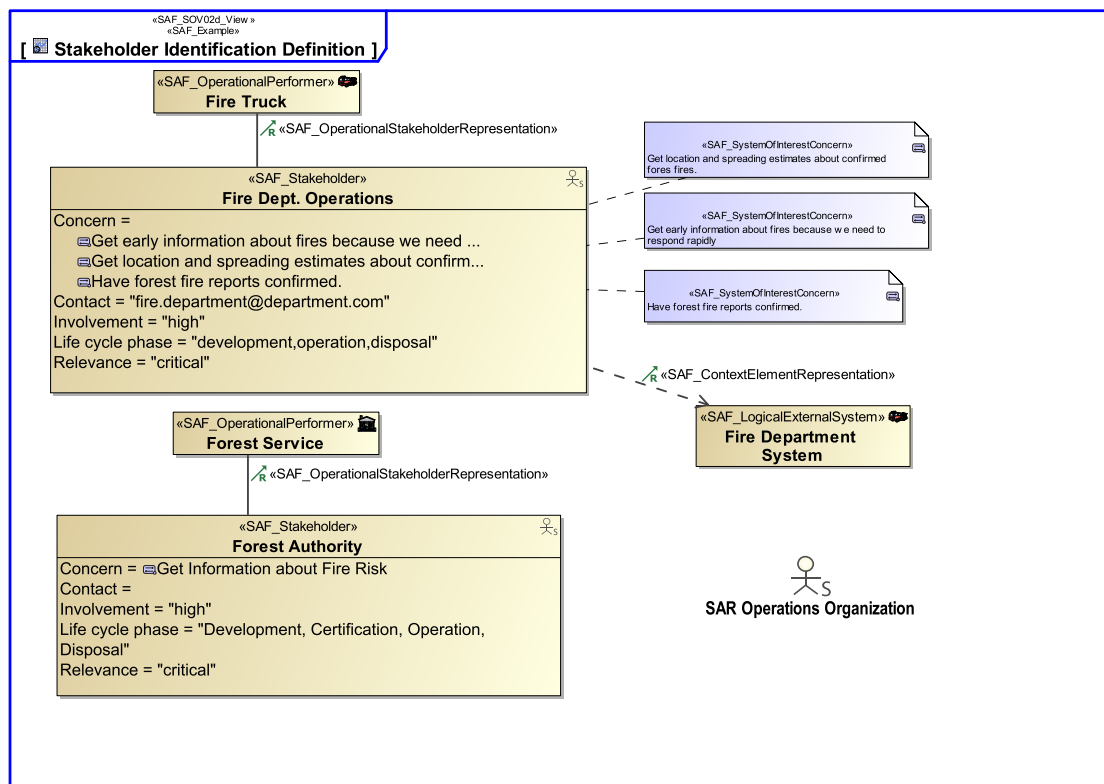 «SAF_SOV02d_View »
«SAF_Example»
[ Stakeholder Identification Definition ]
«SAF_OperationalPerformer»
Fire Truck
«SAF_OperationalStakeholderRepresentation»
«SAF_Stakeholder»
Fire Dept. Operations
Concern =
Get early information about fires because we need ...
Get location and spreading estimates about confirm...
Have forest fire reports confirmed.
Contact = "fire.department@department.com"
Involvement = "high"
Life cycle phase = "development,operation,disposal"
Relevance = "critical"
«SAF_SystemOfInterestConcern»
Get location and spreading estimates about confirmed
fores fires.
«SAF_SystemOfInterestConcern»
Get early information about fires because we need to
respond rapidly
«SAF_SystemOfInterestConcern»
Have forest fire reports confirmed.
«SAF_ContextElementRepresentation»
«SAF_LogicalExternalSystem»
Fire Department
System
«SAF_OperationalPerformer»
Forest Service
«SAF_OperationalStakeholderRepresentation»
«SAF_Stakeholder»
Forest Authority
Concern = Get Information about Fire Risk
Contact =
Involvement = "high"
Life cycle phase = "Development, Certification, Operation,
Disposal"
Relevance = "critical"
SAR Operations Organization